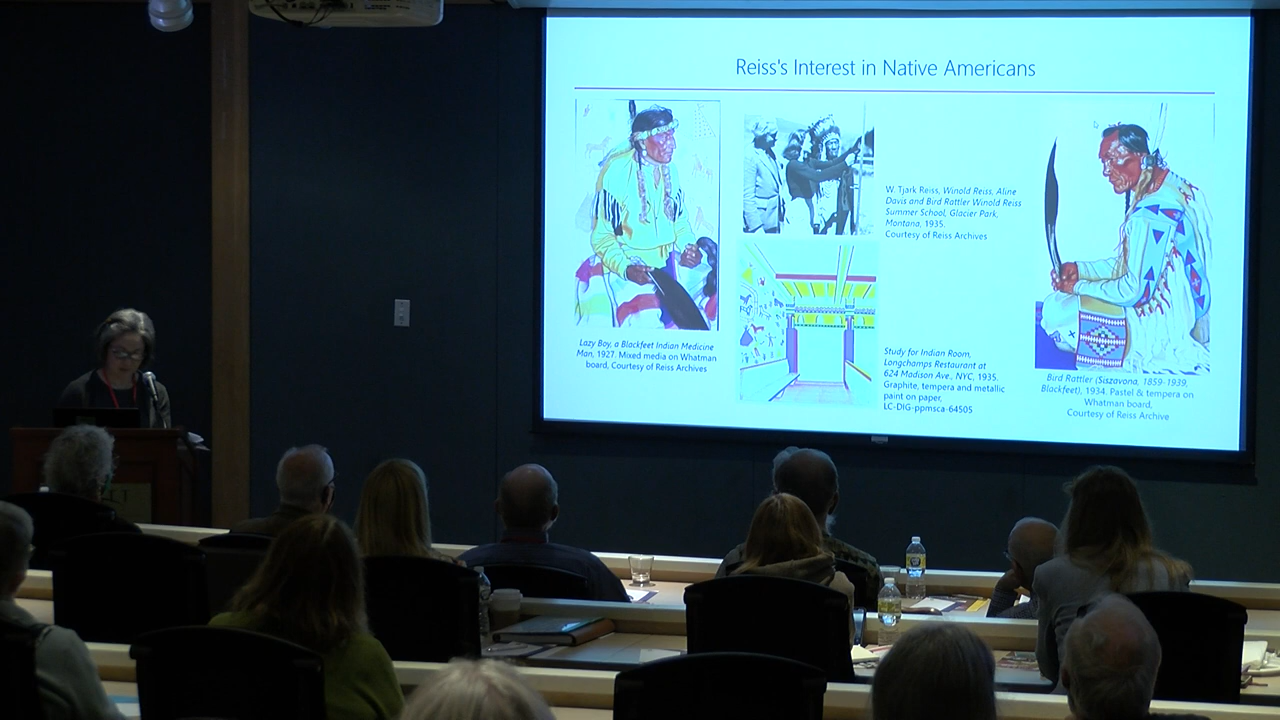 Reiss's Interest in Native Americans
W. Tjark Reiss, Winold Reiss, Aline
Davis and Bird Rattler Winold Reiss
Summer School, Glacier Park,
Montana, 1935.
Courtesy of Reiss Archives
Lazy Boy, a Blackfeet Indian Medicine
Man, 1927. Mixed media on Whatman
board, Courtesy of Reiss Archives
Study for Indian Room,
Longchamps Restaurant at
624 Madison Ave., NYC, 1935.
Graphite, tempera and metallic
paint on paper,
LC-DIG-ppmsca-64505
Bird Rattler (Siszavona, 1859-1939,
Blackfeet), 1934. Pastel & tempera on
Whatman board,
Courtesy of Reiss Archive